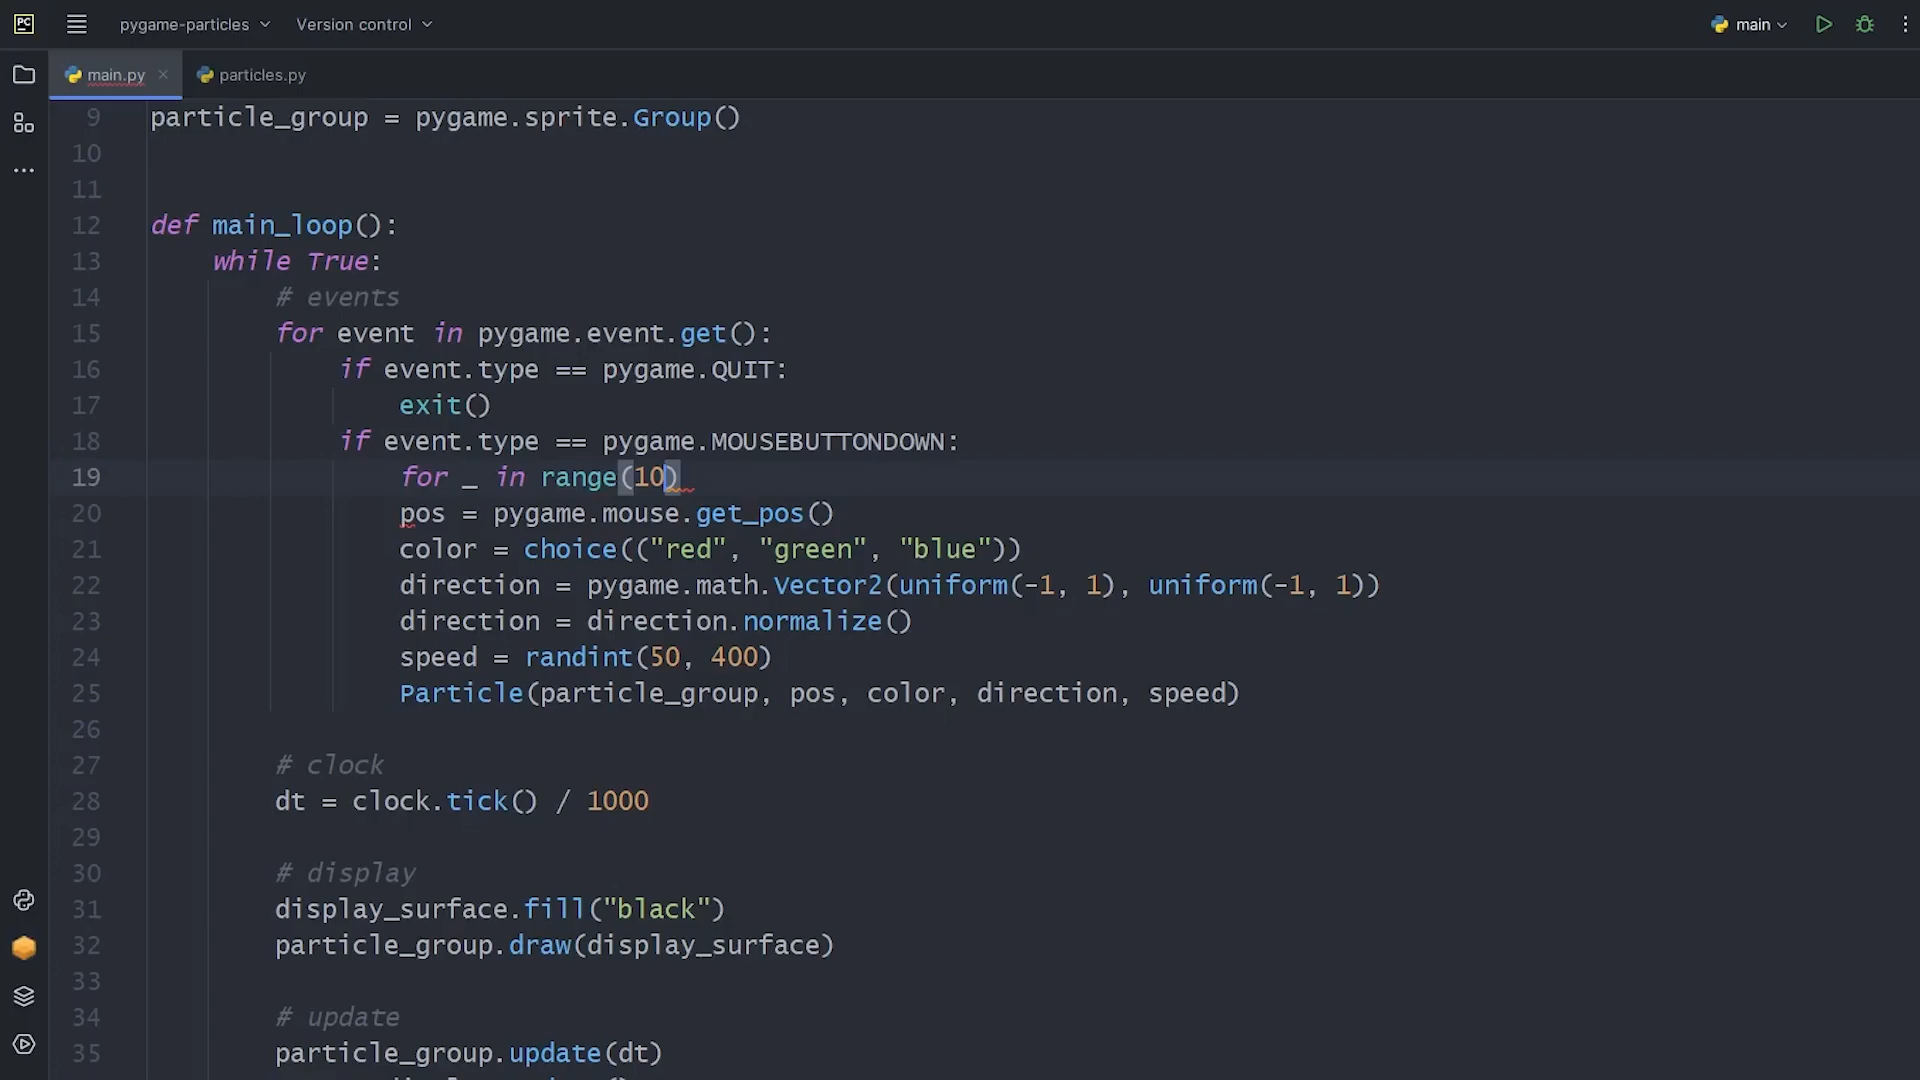 PC pygame-particles Version control main
main.py particles.py
9 particle_group = pygame.sprite.Group()
10
11
12 def main_loop():
13 while True:
14 # events
15 for event in pygame.event.get():
16 if event.type == pygame.QUIT:
17 exit()
18 if event.type == pygame.MOUSEBUTTONDOWN:
19 for _ in range(10)
20 pos = pygame.mouse.get_pos()
21 color = choice(("red", "green", "blue"))
22 direction = pygame.math.Vector2(uniform(-1, 1), uniform(-1, 1))
23 direction = direction.normalize()
24 speed = randint(50, 400)
25 Particle(particle_group, pos, color, direction, speed)
26
27 # clock
28 dt = clock.tick() / 1000
29
30 # display
31 display_surface.fill("black")
32 particle_group.draw(display_surface)
33
34 # update
35 particle_group.update(dt)